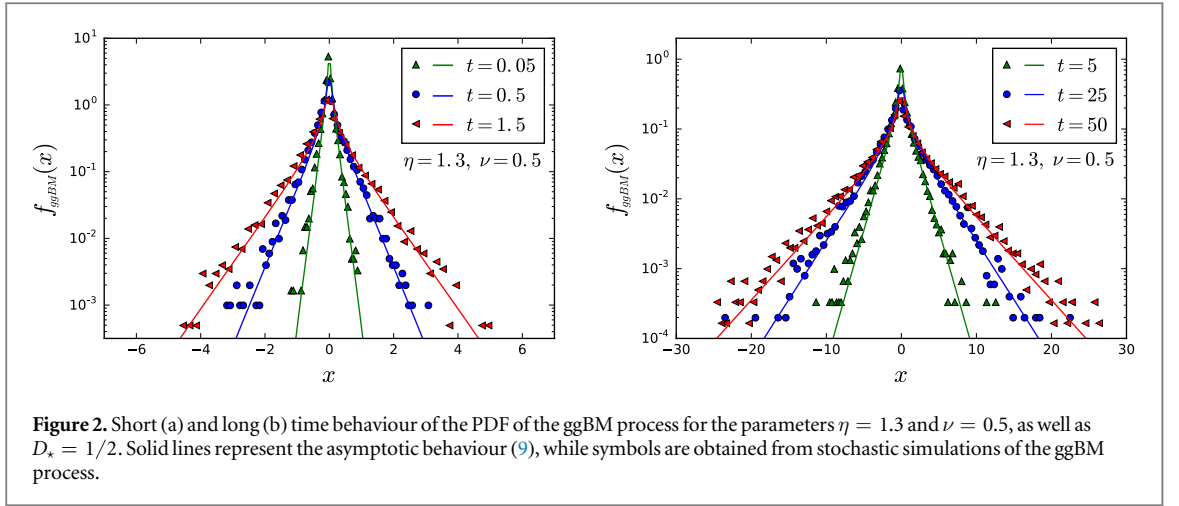 10^1
10^0
10^{-1}
10^{-2}
10^{-3}
f_{ggBM}(x)
t = 0.05
t = 0.5
t = 1.5
η = 1.3, ν = 0.5
−6 −4 −2 0 2 4 6
x
10^0
10^{-1}
10^{-2}
10^{-3}
10^{-4}
f_{ggBM}(x)
t = 5
t = 25
t = 50
η = 1.3, ν = 0.5
−30 −20 −10 0 10 20 30
x
Figure 2. Short (a) and long (b) time behaviour of the PDF of the ggBM process for the parameters η = 1.3 and ν = 0.5, as well as
D_⋆ = 1/2. Solid lines represent the asymptotic behaviour (9), while symbols are obtained from stochastic simulations of the ggBM
process.